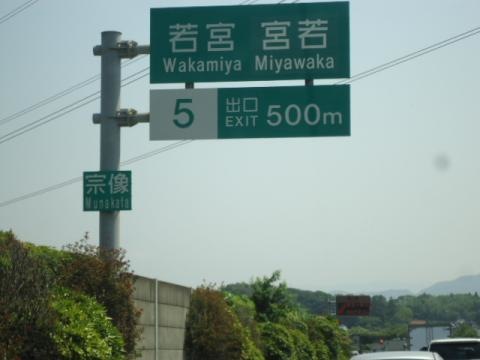 若宮 宮若
Wakamiya Miyawaka
5 出口
EXIT 500m
宗像
Munakata